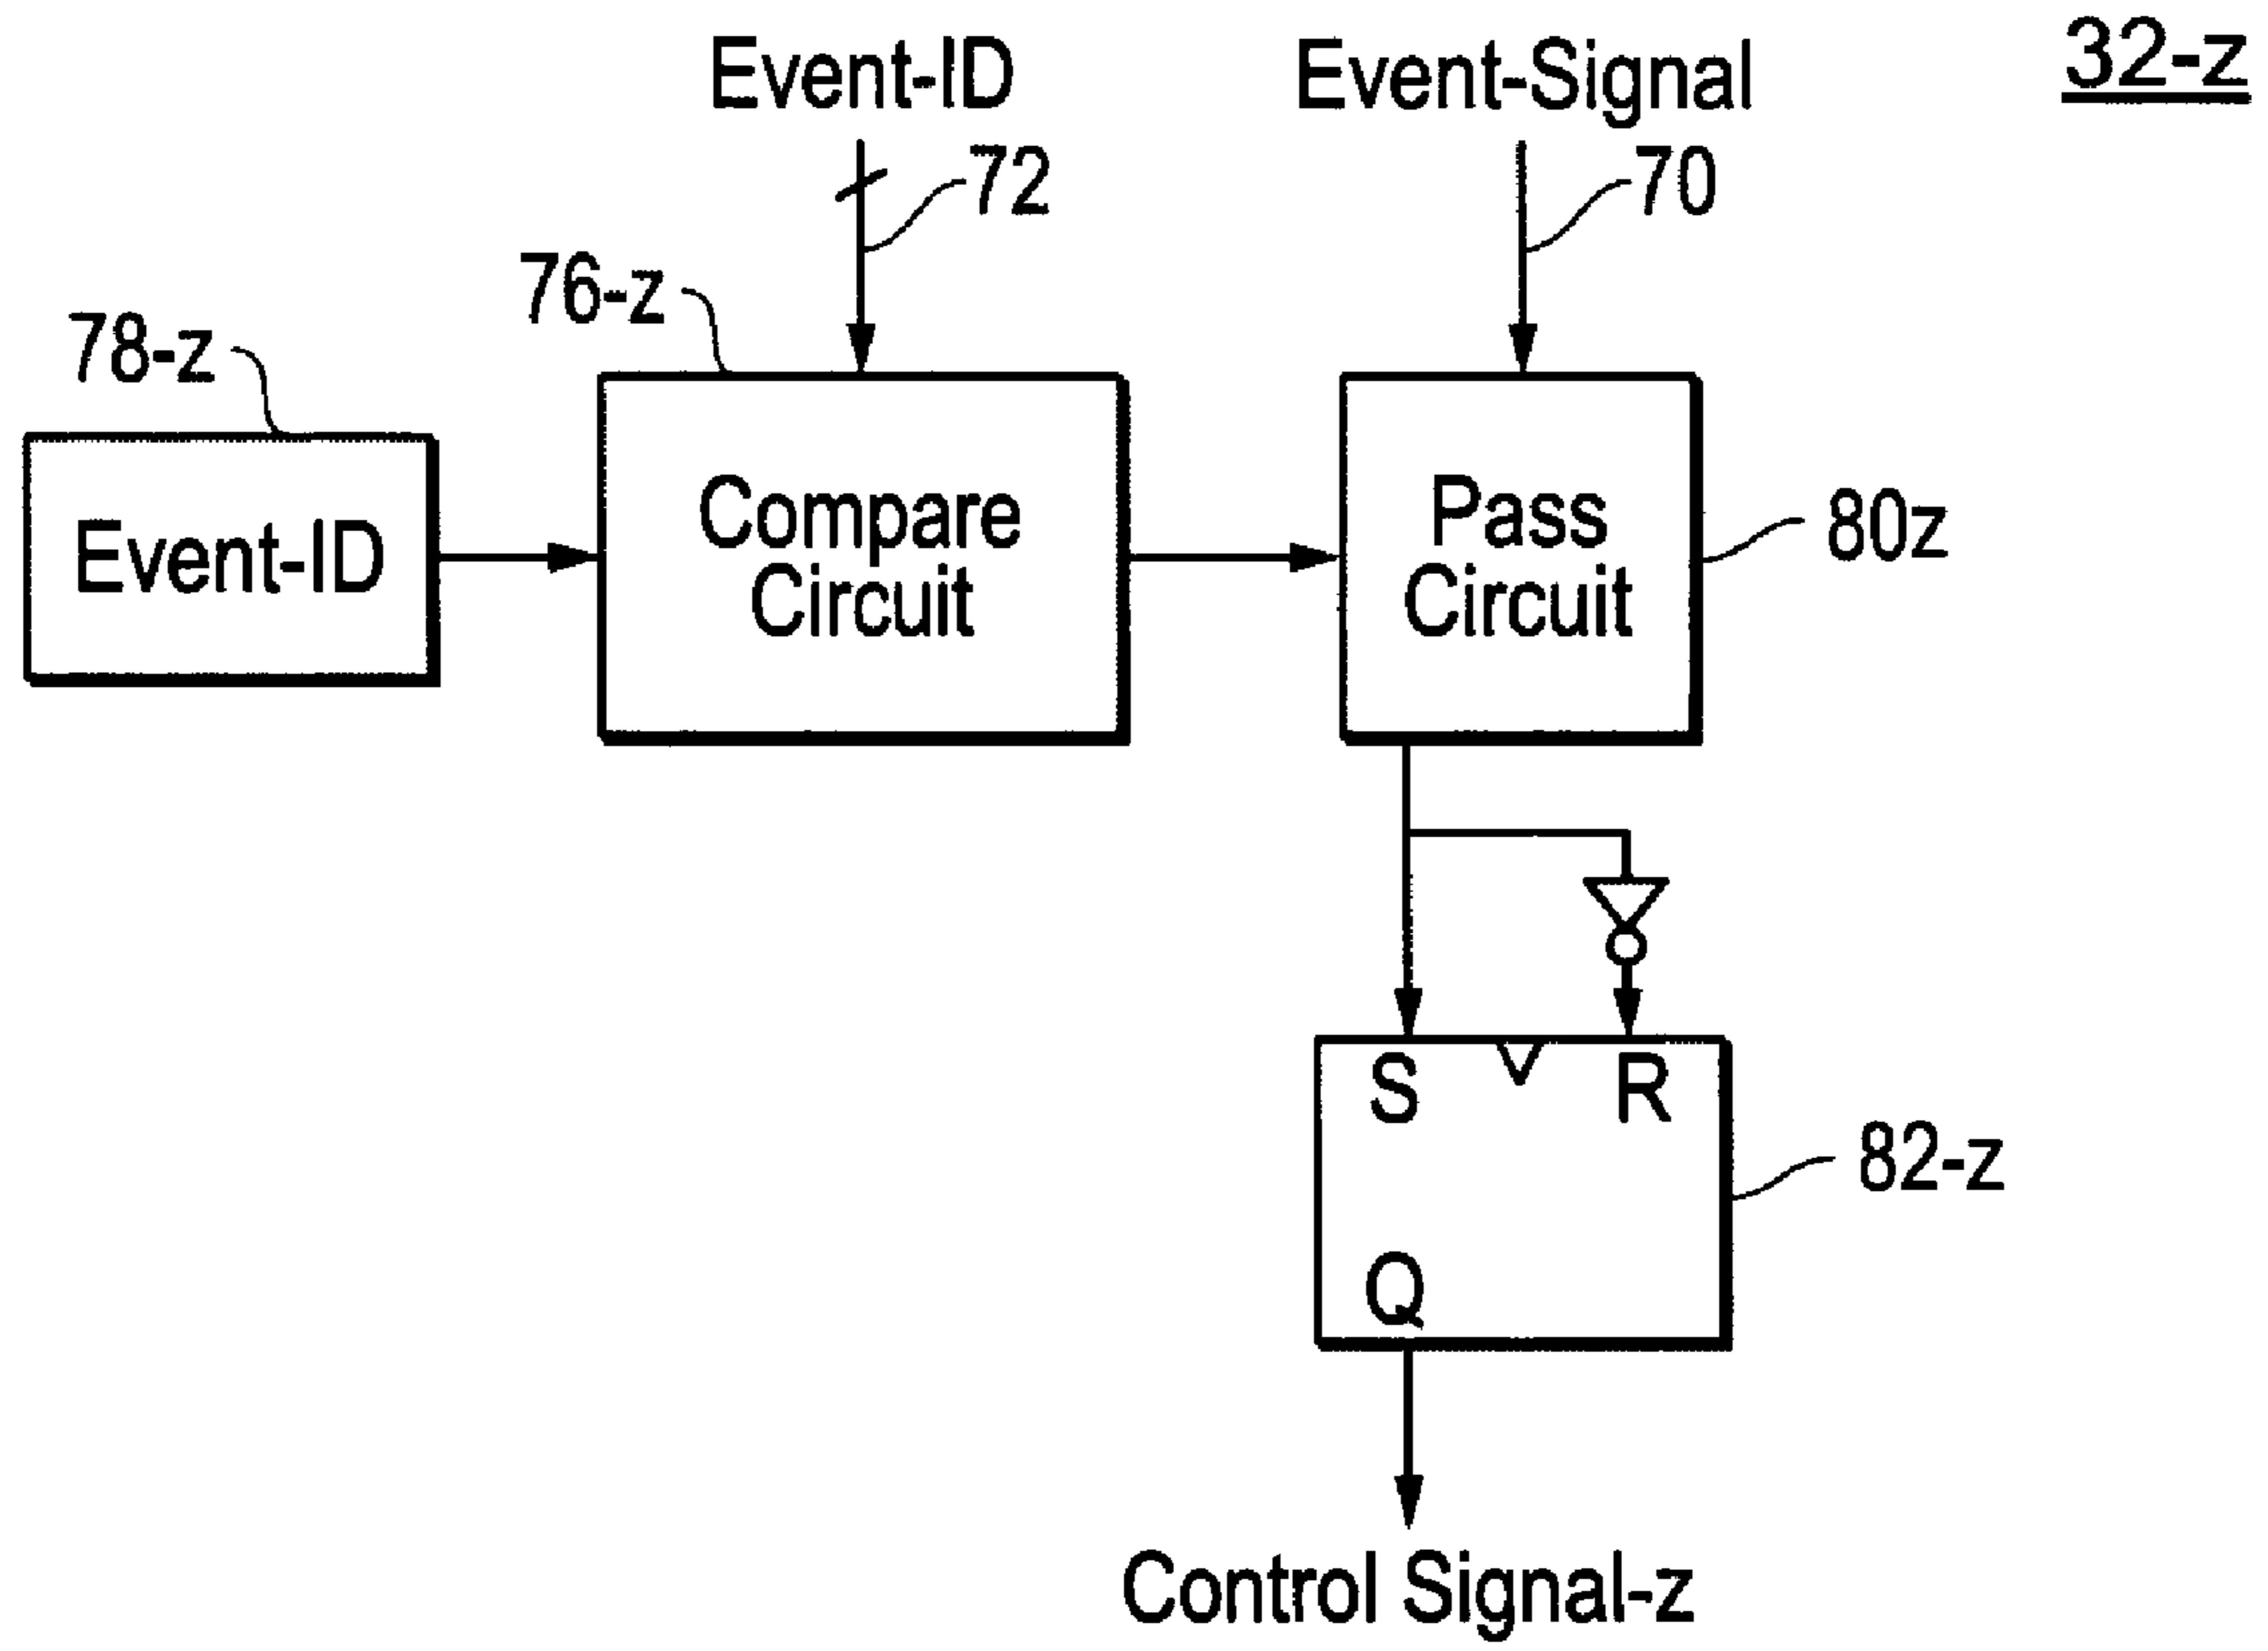 32-z
Event-ID
Event-Signal
72
70
76-z
78-z
Event-ID
Compare
Circuit
Pass
Circuit
80z
S
R
82-z
Q
Control Signal-z